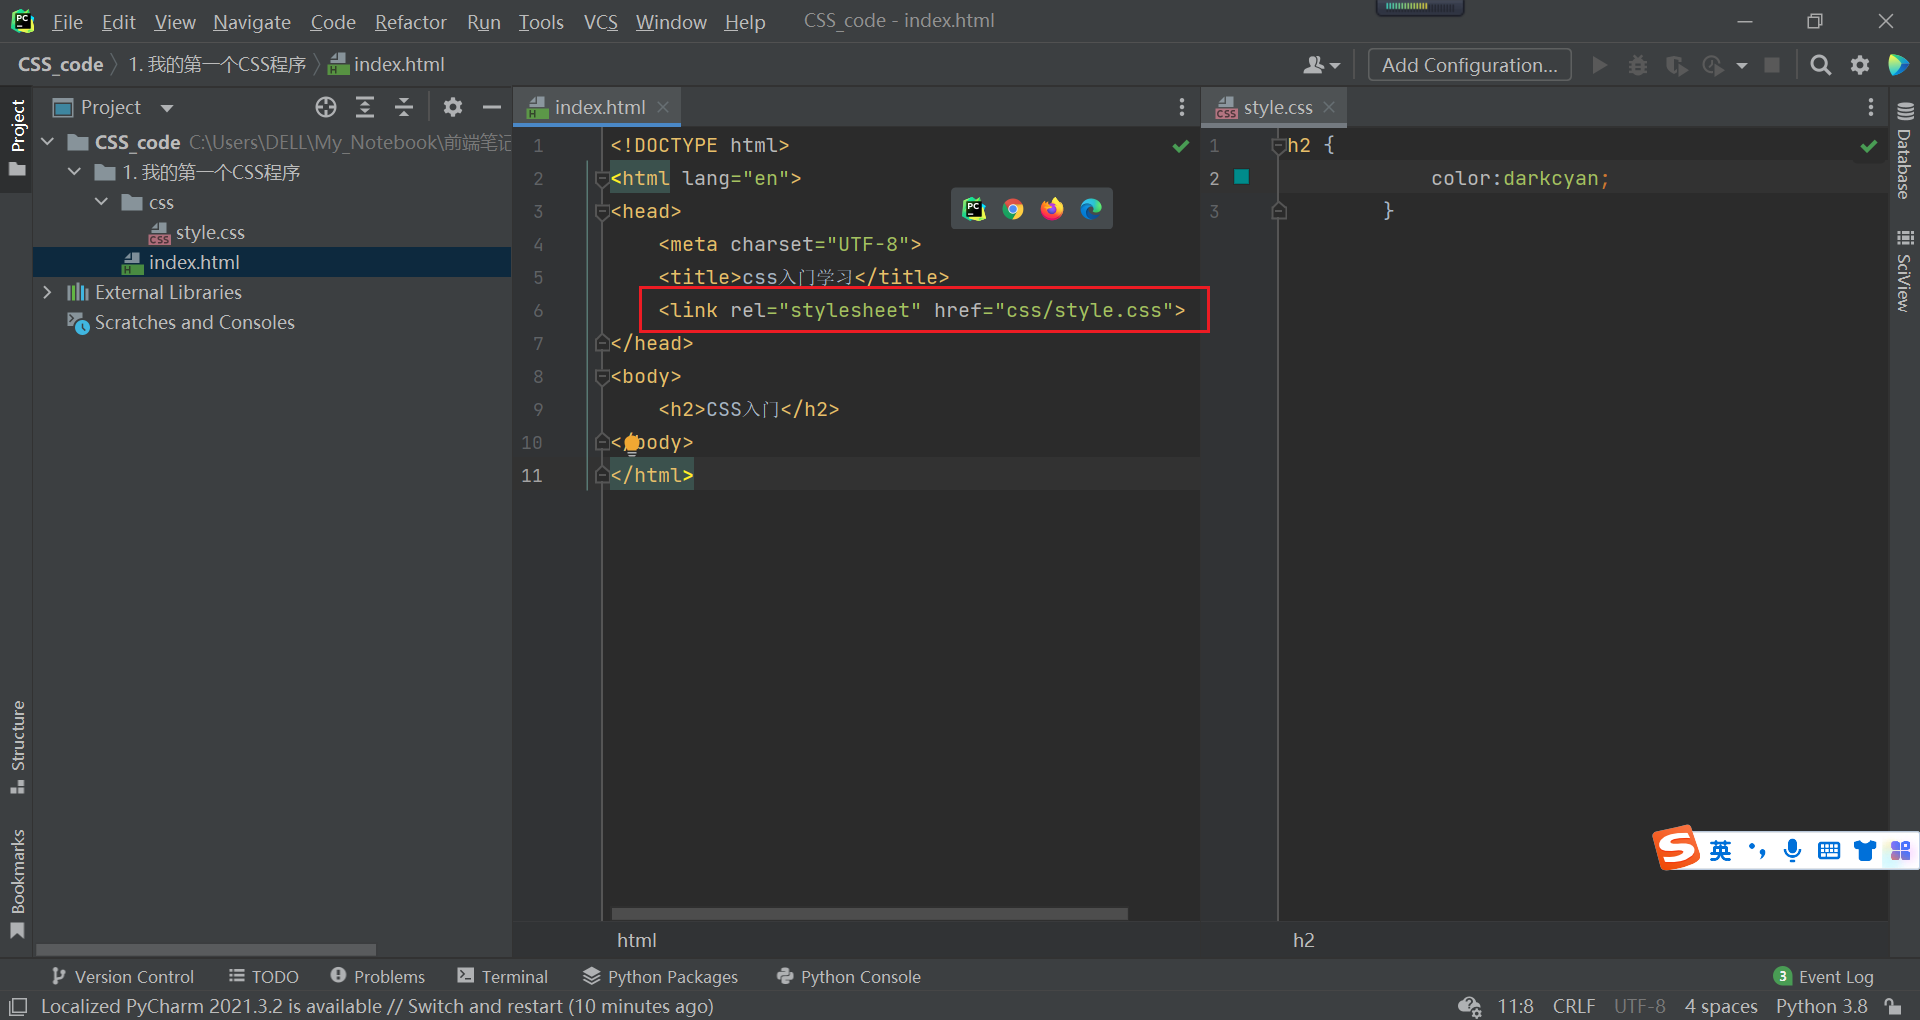 File Edit View Navigate Code Refactor Run Tools VCS Window Help CSS_code - index.html
CSS_code 1. 我的第一个CSS程序 index.html Add Configuration...
Project
Project
CSS_code C:\Users\DELL\My_Notebook\前端笔记
1. 我的第一个CSS程序
css
style.css
index.html
External Libraries
Scratches and Consoles
Structure
Bookmarks
index.html
1 <!DOCTYPE html>
2 <html lang="en">
3 <head>
4 <meta charset="UTF-8">
5 <title>css入门学习</title>
6 <link rel="stylesheet" href="css/style.css">
7 </head>
8 <body>
9 <h2>CSS入门</h2>
10 </body>
11 </html>
html
style.css
1 h2 {
2 color:darkcyan;
3 }
h2
Database
SciView
英
Version Control TODO Problems Terminal Python Packages Python Console 3 Event Log
Localized PyCharm 2021.3.2 is available // Switch and restart (10 minutes ago) 11:8 CRLF UTF-8 4 spaces Python 3.8